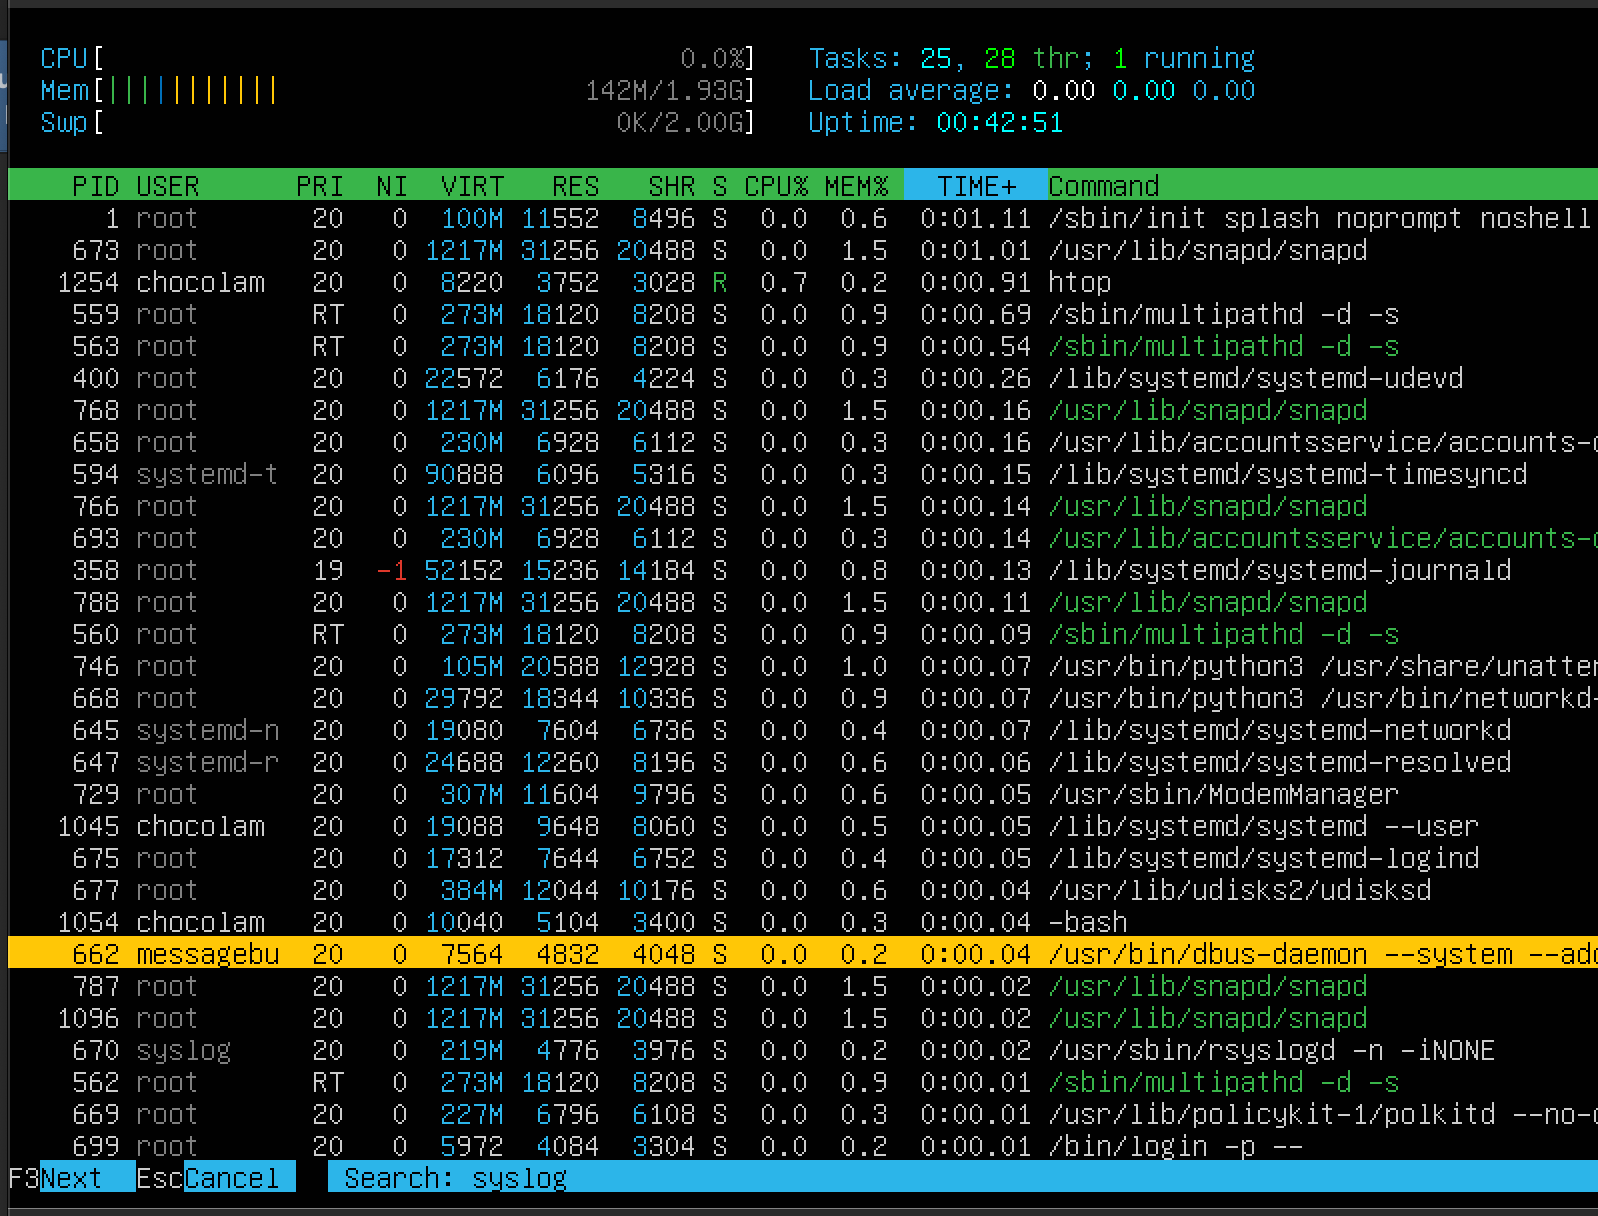 CPU[ 0.0%] Tasks: 25, 28 thr; 1 running
Mem[||||||||||| 142M/1.93G] Load average: 0.00 0.00 0.00
Swp[ 0K/2.00G] Uptime: 00:42:51
PID USER PRI NI VIRT RES SHR S CPU% MEM% TIME+ Command
1 root 20 0 100M 11552 8496 S 0.0 0.6 0:01.11 /sbin/init splash noprompt noshell
673 root 20 0 1217M 31256 20488 S 0.0 1.5 0:01.01 /usr/lib/snapd/snapd
1254 chocolam 20 0 8220 3752 3028 R 0.7 0.2 0:00.91 htop
559 root RT 0 273M 18120 8208 S 0.0 0.9 0:00.69 /sbin/multipathd -d -s
563 root RT 0 273M 18120 8208 S 0.0 0.9 0:00.54 /sbin/multipathd -d -s
400 root 20 0 22572 6176 4224 S 0.0 0.3 0:00.26 /lib/systemd/systemd-udevd
768 root 20 0 1217M 31256 20488 S 0.0 1.5 0:00.16 /usr/lib/snapd/snapd
658 root 20 0 230M 6928 6112 S 0.0 0.3 0:00.16 /usr/lib/accountsservice/accounts-
594 systemd-t 20 0 90888 6096 5316 S 0.0 0.3 0:00.15 /lib/systemd/systemd-timesyncd
766 root 20 0 1217M 31256 20488 S 0.0 1.5 0:00.14 /usr/lib/snapd/snapd
693 root 20 0 230M 6928 6112 S 0.0 0.3 0:00.14 /usr/lib/accountsservice/accounts-
358 root 19 -1 52152 15236 14184 S 0.0 0.8 0:00.13 /lib/systemd/systemd-journald
788 root 20 0 1217M 31256 20488 S 0.0 1.5 0:00.11 /usr/lib/snapd/snapd
560 root RT 0 273M 18120 8208 S 0.0 0.9 0:00.09 /sbin/multipathd -d -s
746 root 20 0 105M 20588 12928 S 0.0 1.0 0:00.07 /usr/bin/python3 /usr/share/unatten
668 root 20 0 29792 18344 10336 S 0.0 0.9 0:00.07 /usr/bin/python3 /usr/bin/networkd-
645 systemd-n 20 0 19080 7604 6736 S 0.0 0.4 0:00.07 /lib/systemd/systemd-networkd
647 systemd-r 20 0 24688 12260 8196 S 0.0 0.6 0:00.06 /lib/systemd/systemd-resolved
729 root 20 0 307M 11604 9796 S 0.0 0.6 0:00.05 /usr/sbin/ModemManager
1045 chocolam 20 0 19088 9648 8060 S 0.0 0.5 0:00.05 /lib/systemd/systemd --user
675 root 20 0 17312 7644 6752 S 0.0 0.4 0:00.05 /lib/systemd/systemd-logind
677 root 20 0 384M 12044 10176 S 0.0 0.6 0:00.04 /usr/lib/udisks2/udisksd
1054 chocolam 20 0 10040 5104 3400 S 0.0 0.3 0:00.04 -bash
662 messagebu 20 0 7564 4832 4048 S 0.0 0.2 0:00.04 /usr/bin/dbus-daemon --system --add
787 root 20 0 1217M 31256 20488 S 0.0 1.5 0:00.02 /usr/lib/snapd/snapd
1096 root 20 0 1217M 31256 20488 S 0.0 1.5 0:00.02 /usr/lib/snapd/snapd
670 syslog 20 0 219M 4776 3976 S 0.0 0.2 0:00.02 /usr/sbin/rsyslogd -n -iNONE
562 root RT 0 273M 18120 8208 S 0.0 0.9 0:00.01 /sbin/multipathd -d -s
669 root 20 0 227M 6796 6108 S 0.0 0.3 0:00.01 /usr/lib/policykit-1/polkitd --no-
699 root 20 0 5972 4084 3304 S 0.0 0.2 0:00.01 /bin/login -p --
F3Next EscCancel Search: syslog